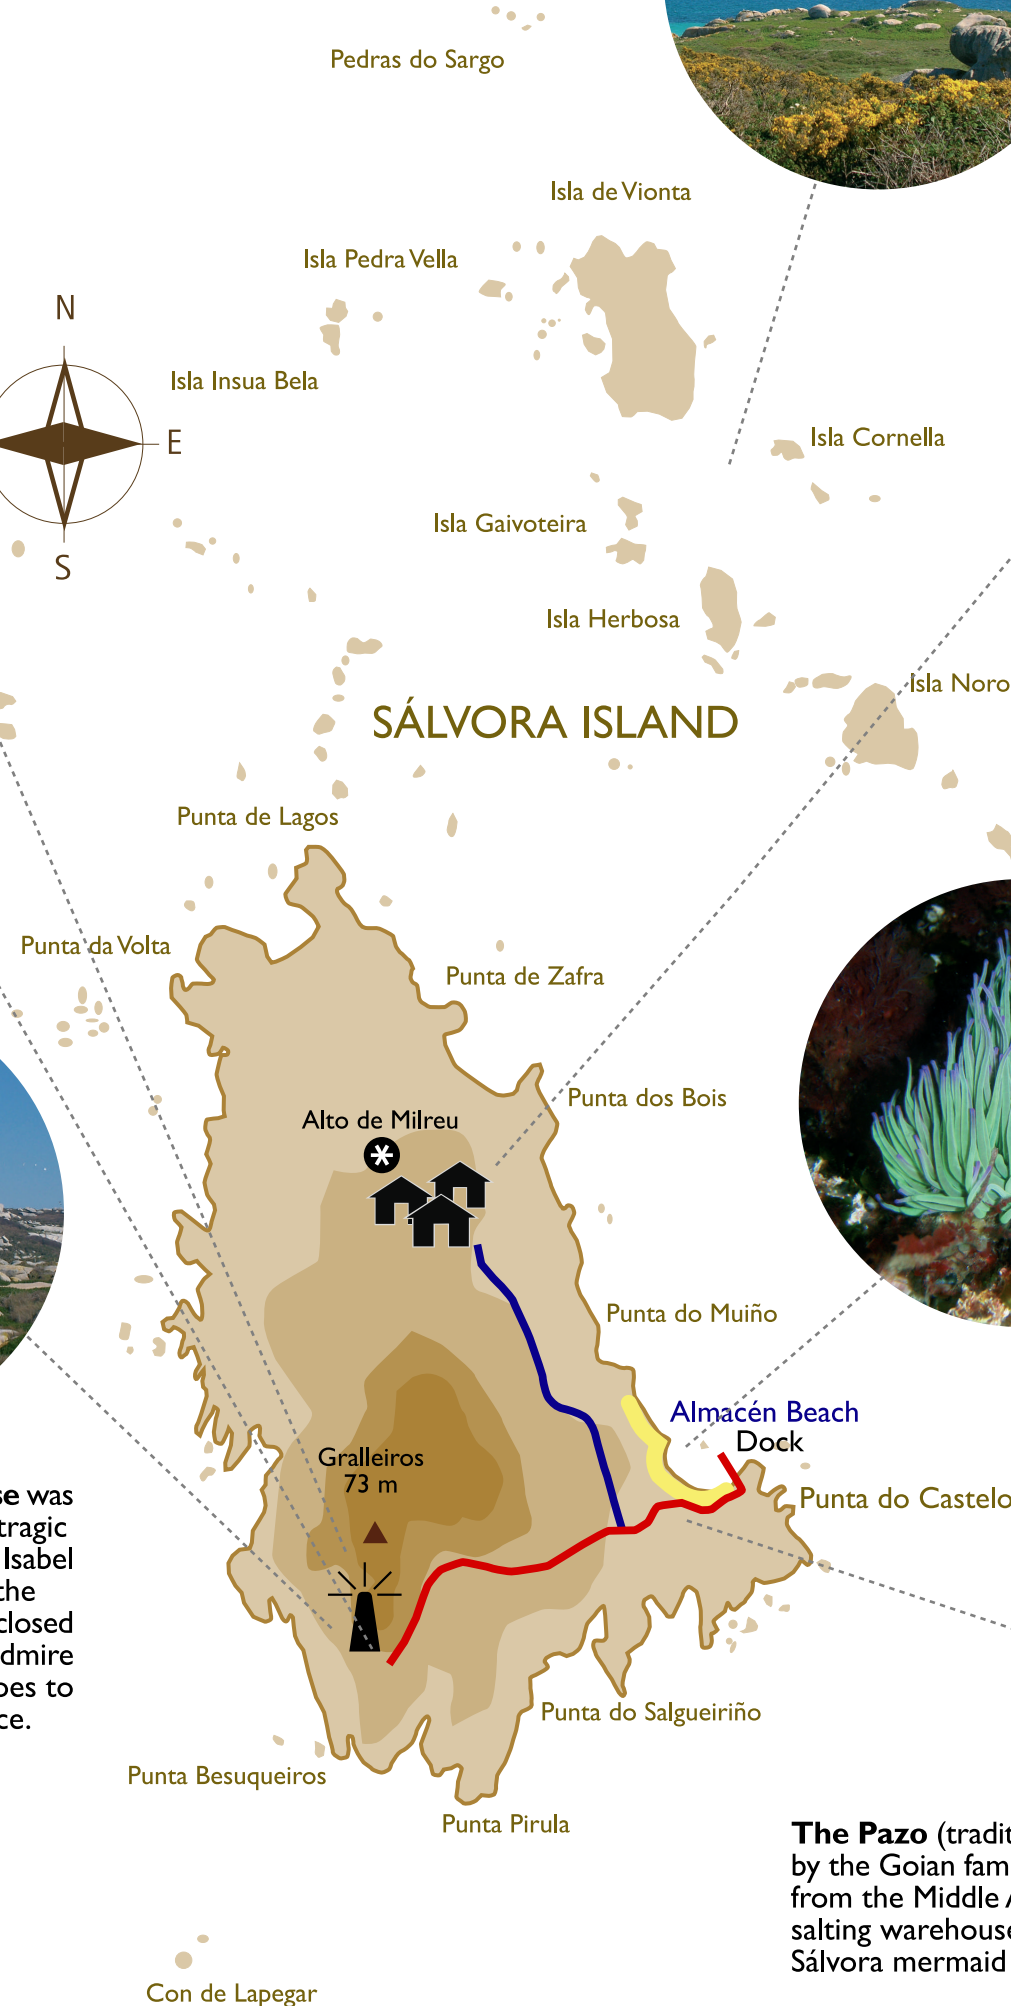 Pedras do Sargo
Isla de Vionta
Isla Pedra Vella
N
Isla Insua Bela
E
Isla Cornella
Isla Gaivoteira
S
Isla Herbosa
Isla Noro
SÁLVORA ISLAND
Punta de Lagos
Punta da Volta
Punta de Zafra
Punta dos Bois
Alto de Milreu
*
Punta do Muiño
Almacén Beach
Dock
Gralleiros
73 m
Punta do Castelo
se was
tragic
Isabel
the
closed
dmire
oes to
ce.
Punta do Salgueiriño
Punta Besuqueiros
Punta Pirula
The Pazo (tradit
by the Goian fam
from the Middle A
salting warehouse
Sálvora mermaid
Con de Lapegar